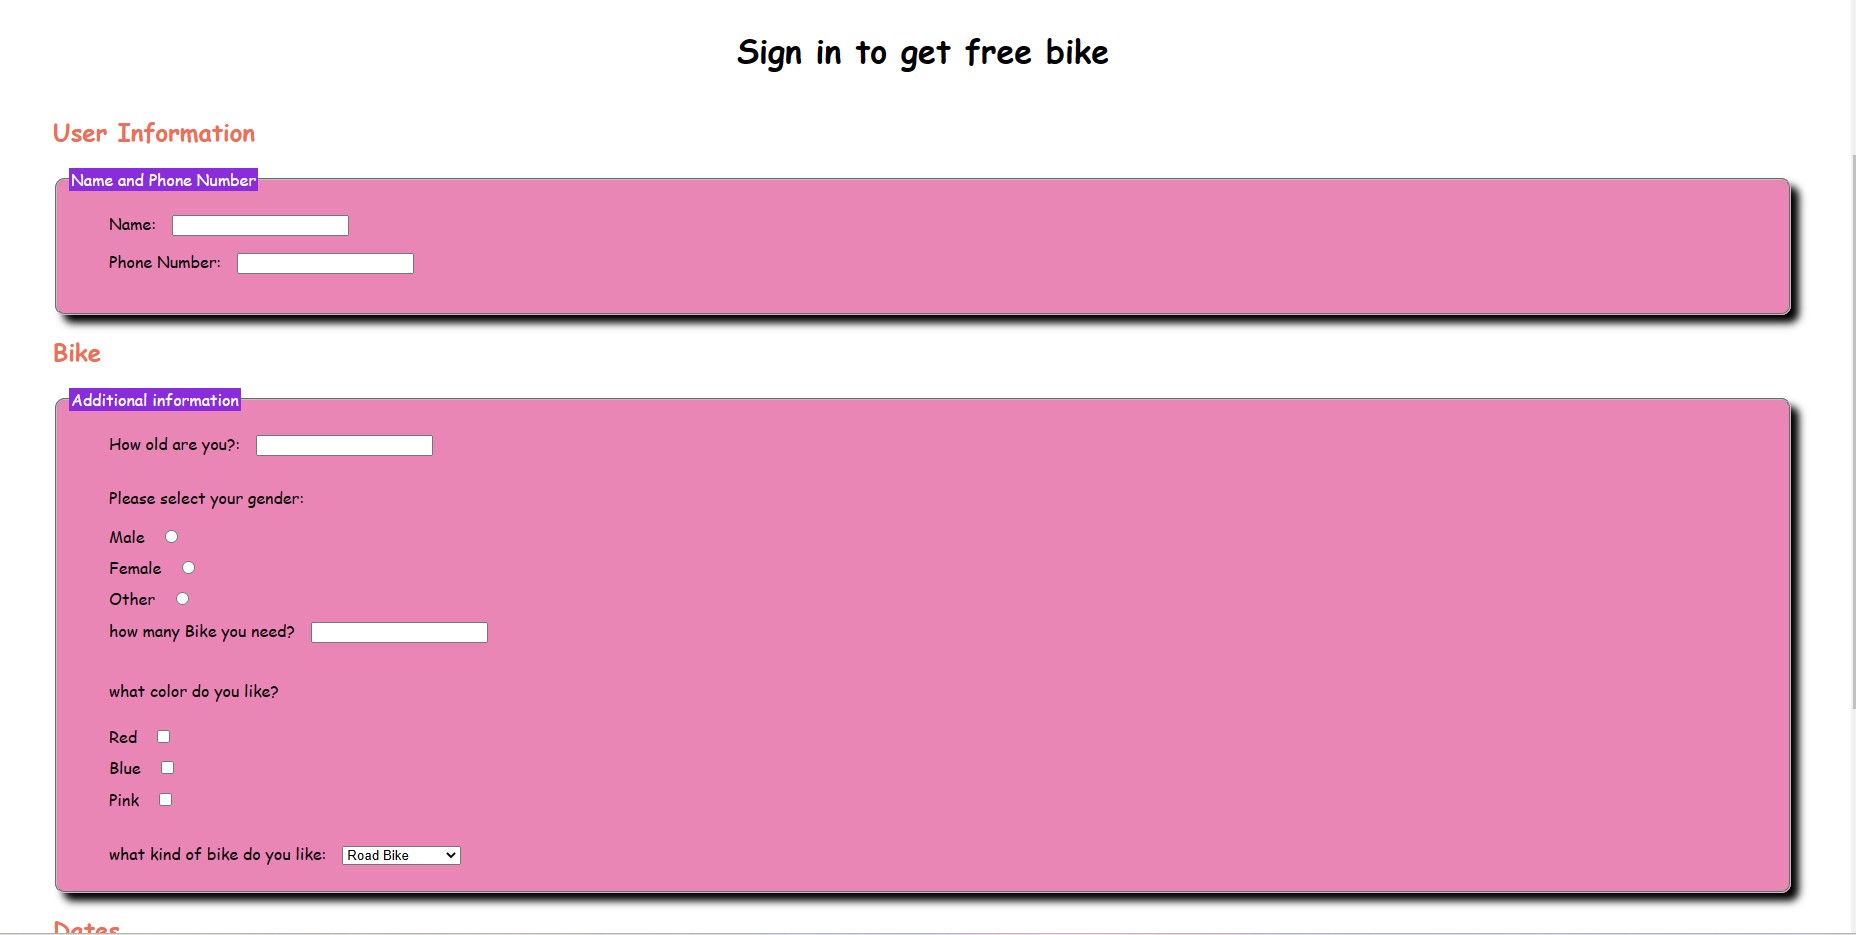 Sign in to get free bike
User Information
Name and Phone Number
Name:
Phone Number:
Bike
Additional information
How old are you?:
Please select your gender:
Male
Female
Other
how many Bike you need?
what color do you like?
Red
Blue
Pink
what kind of bike do you like: Road Bike
Dates